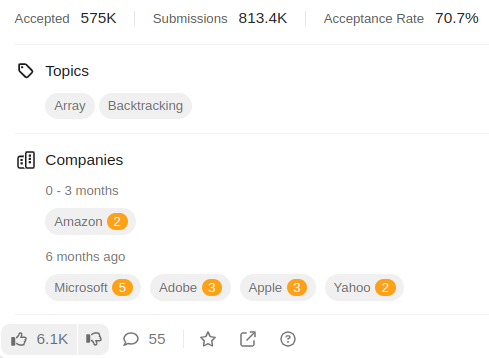 Accepted 575K Submissions 813.4K Acceptance Rate 70.7%
Topics
Array Backtracking
Companies
0 - 3 months
Amazon 2
6 months ago
Microsoft 5 Adobe 3 Apple 3 Yahoo 2
6.1K 55